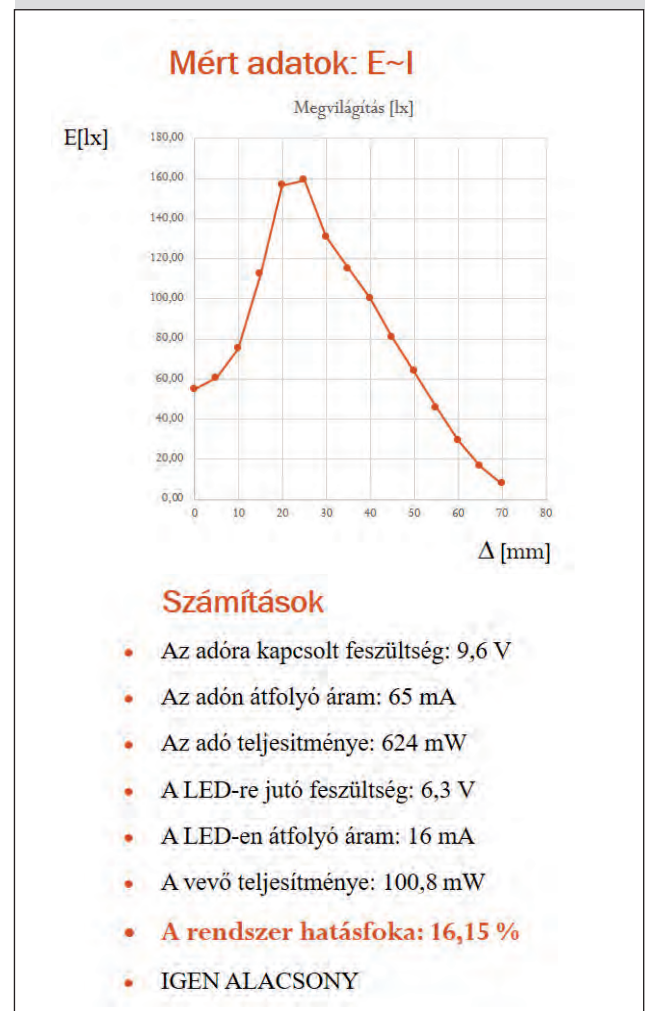 Mért adatok: E~I
Megvilágítás [lx]
E[lx]
180,00
160,00
140,00
120,00
100,00
80,00
60,00
40,00
20,00
0,00
0 10 20 30 40 50 60 70 80
Δ [mm]
Számítások
• Az adóra kapcsolt feszültség: 9,6 V
• Az adón átfolyó áram: 65 mA
• Az adó teljesitménye: 624 mW
• A LED-re jutó feszültség: 6,3 V
• A LED-en átfolyó áram: 16 mA
• A vevő teljesítménye: 100,8 mW
• A rendszer hatásfoka: 16,15 %
• IGEN ALACSONY